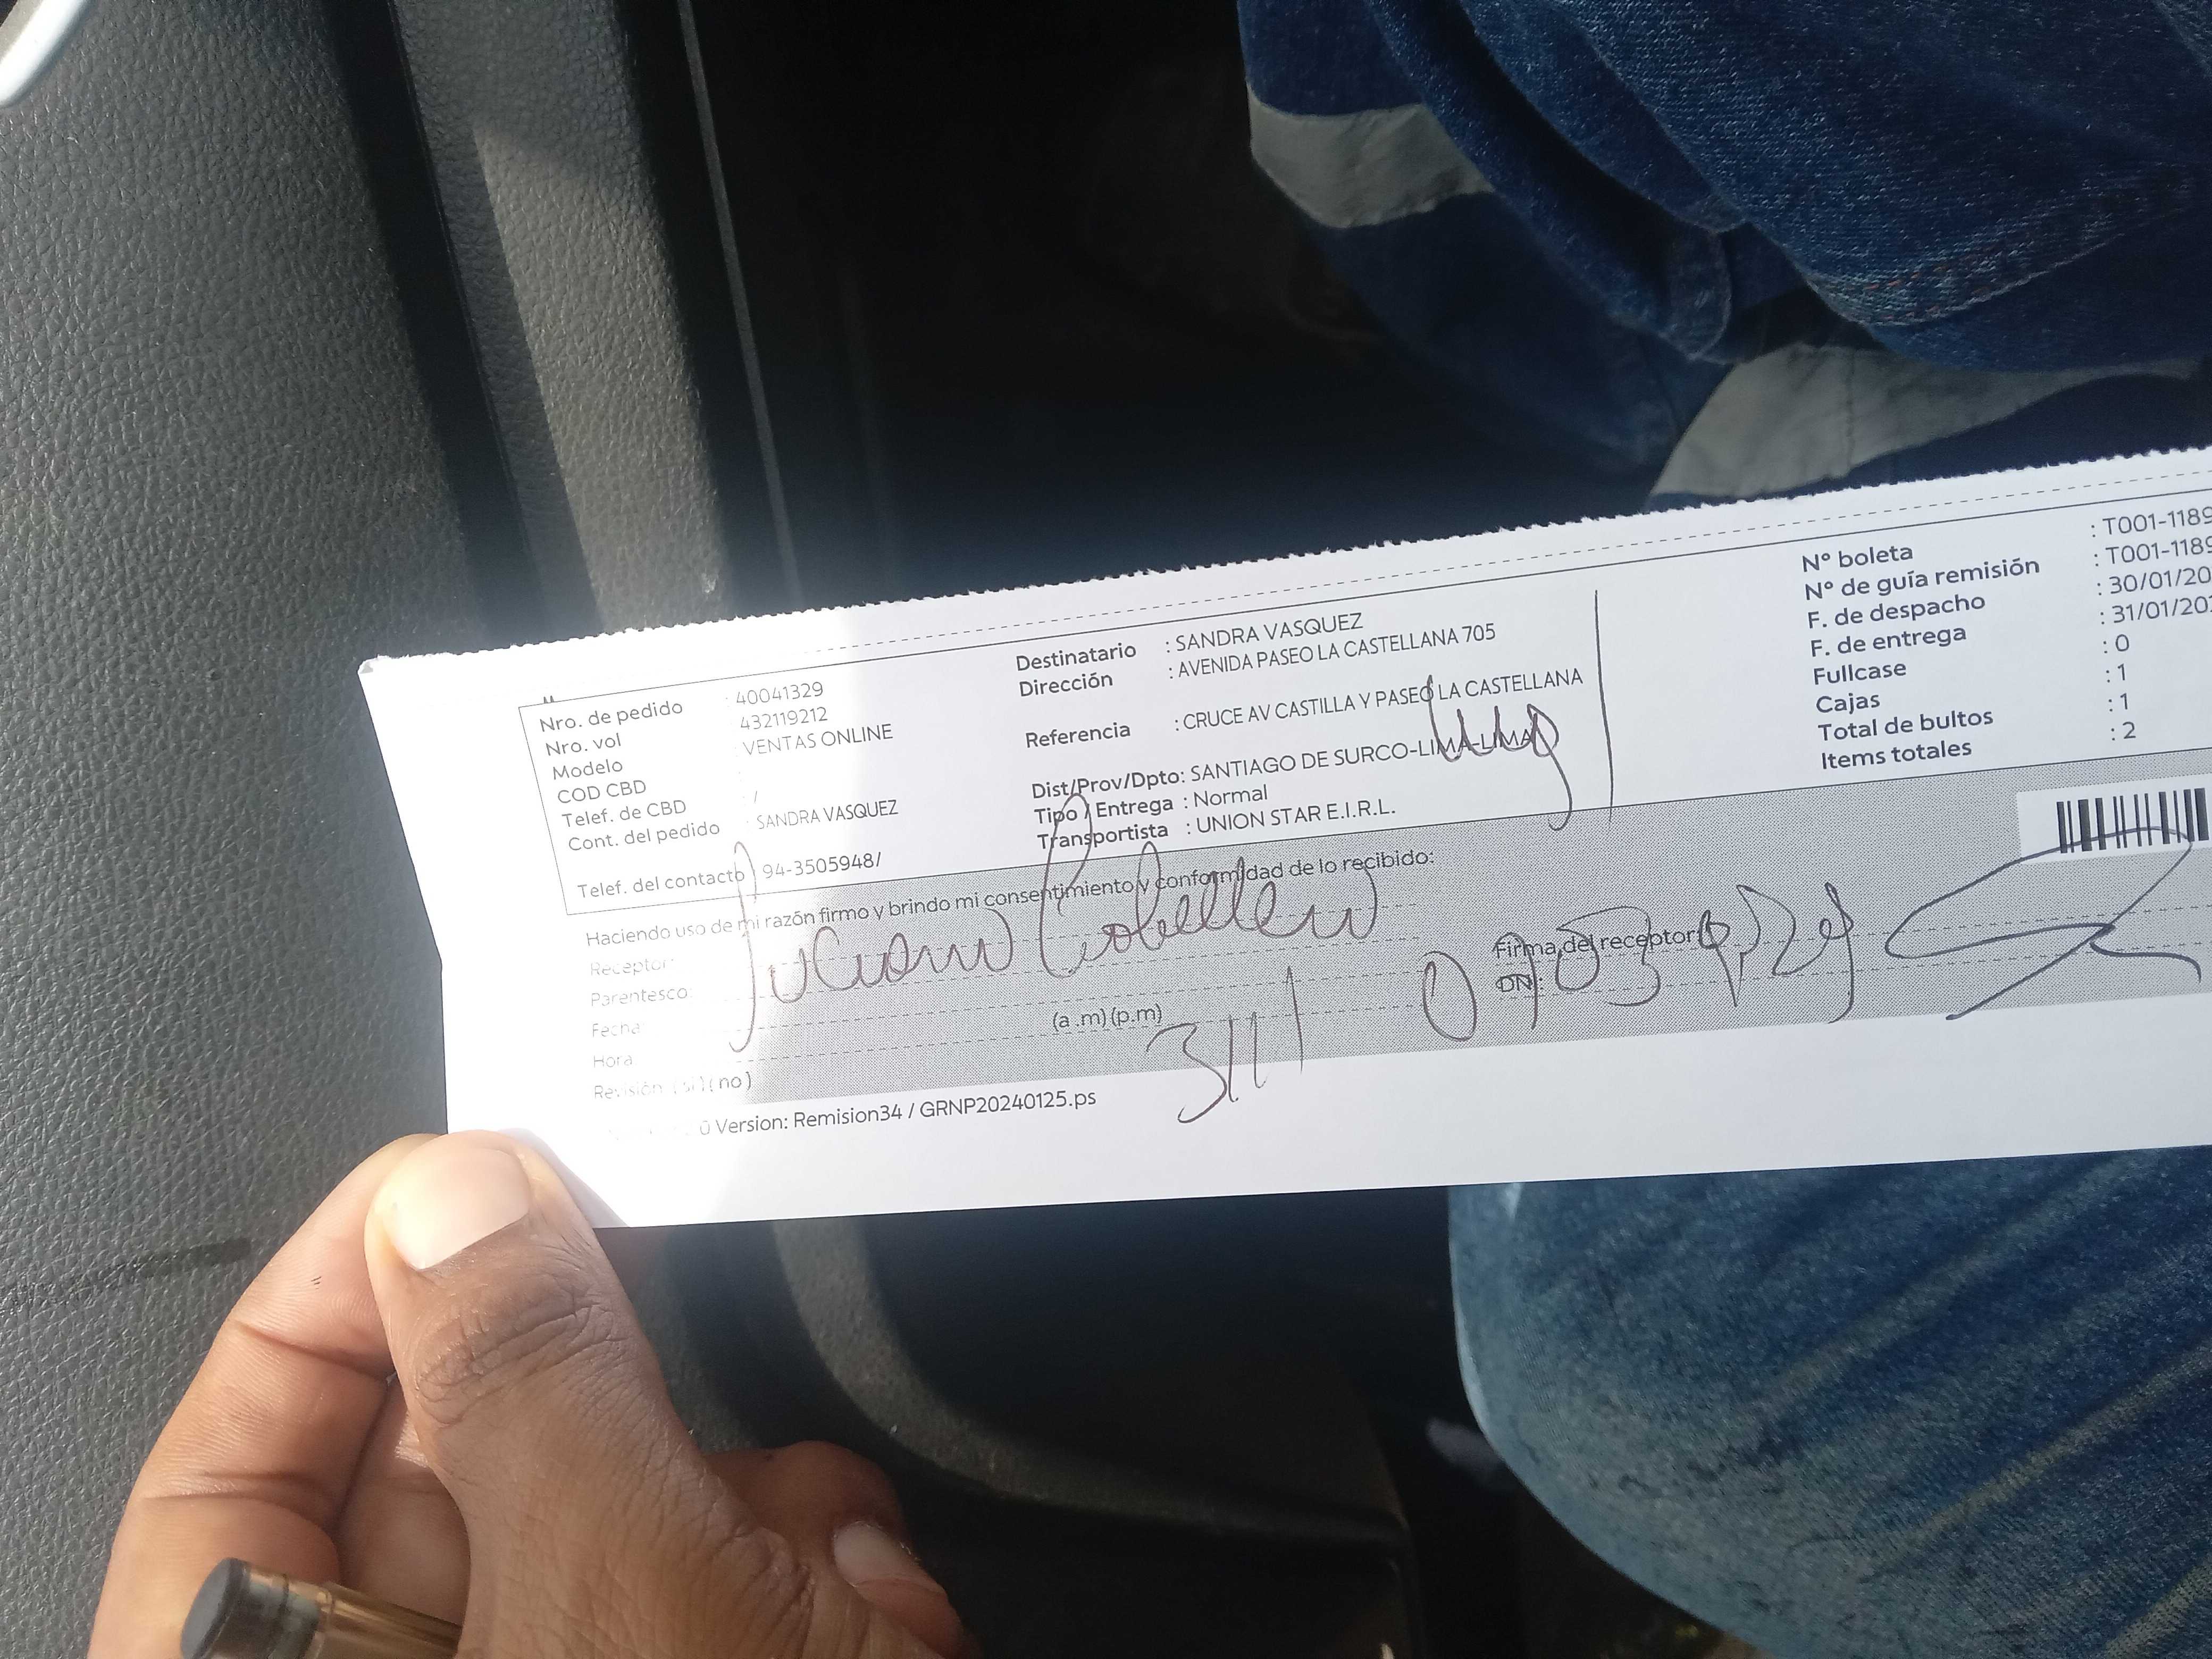 Nro. de pedido : 40041329
Nro. vol 432119212
Modelo VENTAS ONLINE
COD CBD :
Telef. de CBD : /
Cont. del pedido : SANDRA VASQUEZ
Telef. del contacto 94-3505948/
Destinatario : SANDRA VASQUEZ
Dirección : AVENIDA PASEO LA CASTELLANA 705
Referencia : CRUCE AV CASTILLA Y PASEO LA CASTELLANA
Dist/Prov/Dpto: SANTIAGO DE SURCO-LIMA-LIMA
Tipo / Entrega : Normal
Transportista : UNION STAR E.I.R.L.
N° boleta : T001-1189
N° de guía remisión : T001-1189
F. de despacho : 30/01/20
F. de entrega : 31/01/20
Fullcase : 0
Cajas : 1
Total de bultos : 1
Items totales : 2
Haciendo uso de mi razón firmo y brindo mi consentimiento y conformidad de lo recibido:
Receptor:
Parentesco:
Fecha:
Hora: (a .m) (p.m)
Revisión: (si) (no)
Firma del receptor:
DNI:
Version: Remision34 / GRNP20240125.ps